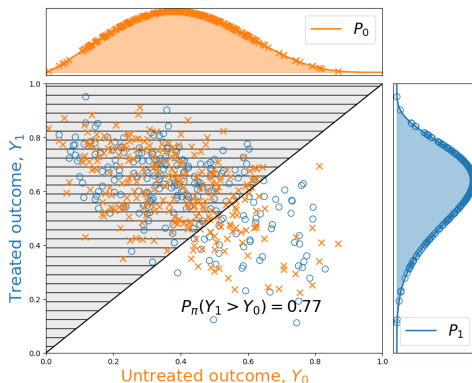 P₀
1.0
0.8
0.6
0.4
0.2
0.0
Treated outcome, Y₁
P_π(Y₁ > Y₀) = 0.77
0.0 0.2 0.4 0.6 0.8 1.0
Untreated outcome, Y₀
P₁